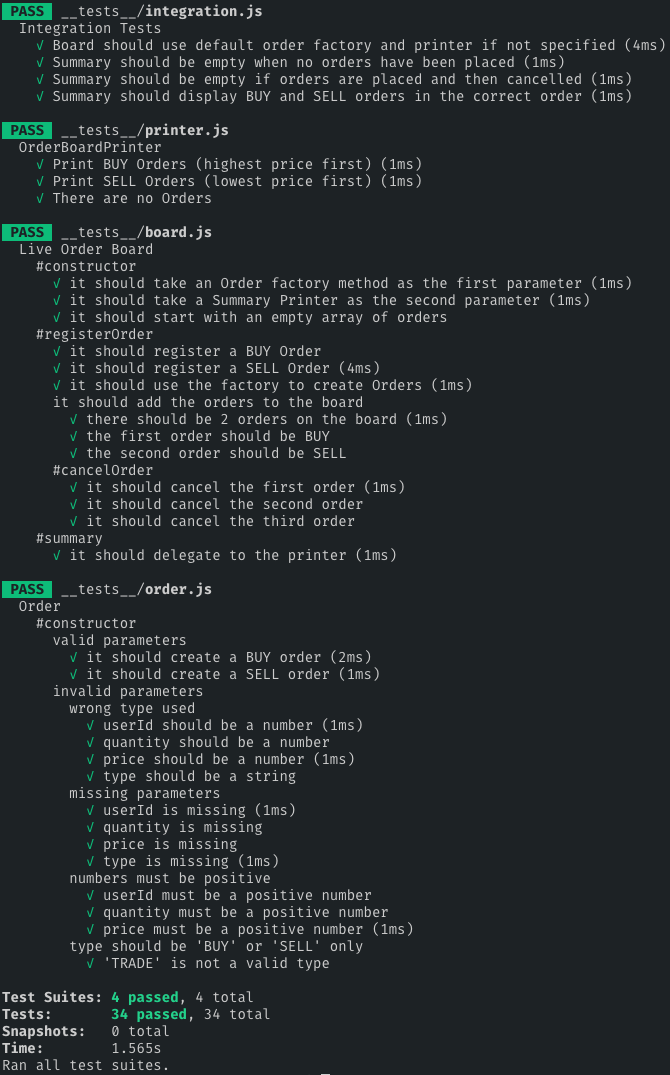 PASS __tests__/integration.js
Integration Tests
√ Board should use default order factory and printer if not specified (4ms)
√ Summary should be empty when no orders have been placed (1ms)
√ Summary should be empty if orders are placed and then cancelled (1ms)
√ Summary should display BUY and SELL orders in the correct order (1ms)
PASS __tests__/printer.js
OrderBoardPrinter
√ Print BUY Orders (highest price first) (1ms)
√ Print SELL Orders (lowest price first) (1ms)
√ There are no Orders
PASS __tests__/board.js
Live Order Board
#constructor
√ it should take an Order factory method as the first parameter (1ms)
√ it should take a Summary Printer as the second parameter (1ms)
√ it should start with an empty array of orders
#registerOrder
√ it should register a BUY Order
√ it should register a SELL Order (4ms)
√ it should use the factory to create Orders (1ms)
it should add the orders to the board
√ there should be 2 orders on the board (1ms)
√ the first order should be BUY
√ the second order should be SELL
#cancelOrder
√ it should cancel the first order (1ms)
√ it should cancel the second order
√ it should cancel the third order
#summary
√ it should delegate to the printer (1ms)
PASS __tests__/order.js
Order
#constructor
valid parameters
√ it should create a BUY order (2ms)
√ it should create a SELL order (1ms)
invalid parameters
wrong type used
√ userId should be a number (1ms)
√ quantity should be a number
√ price should be a number (1ms)
√ type should be a string
missing parameters
√ userId is missing (1ms)
√ quantity is missing
√ price is missing
√ type is missing (1ms)
numbers must be positive
√ userId must be a positive number
√ quantity must be a positive number
√ price must be a positive number (1ms)
type should be 'BUY' or 'SELL' only
√ 'TRADE' is not a valid type
Test Suites: 4 passed, 4 total
Tests: 34 passed, 34 total
Snapshots: 0 total
Time: 1.565s
Ran all test suites.